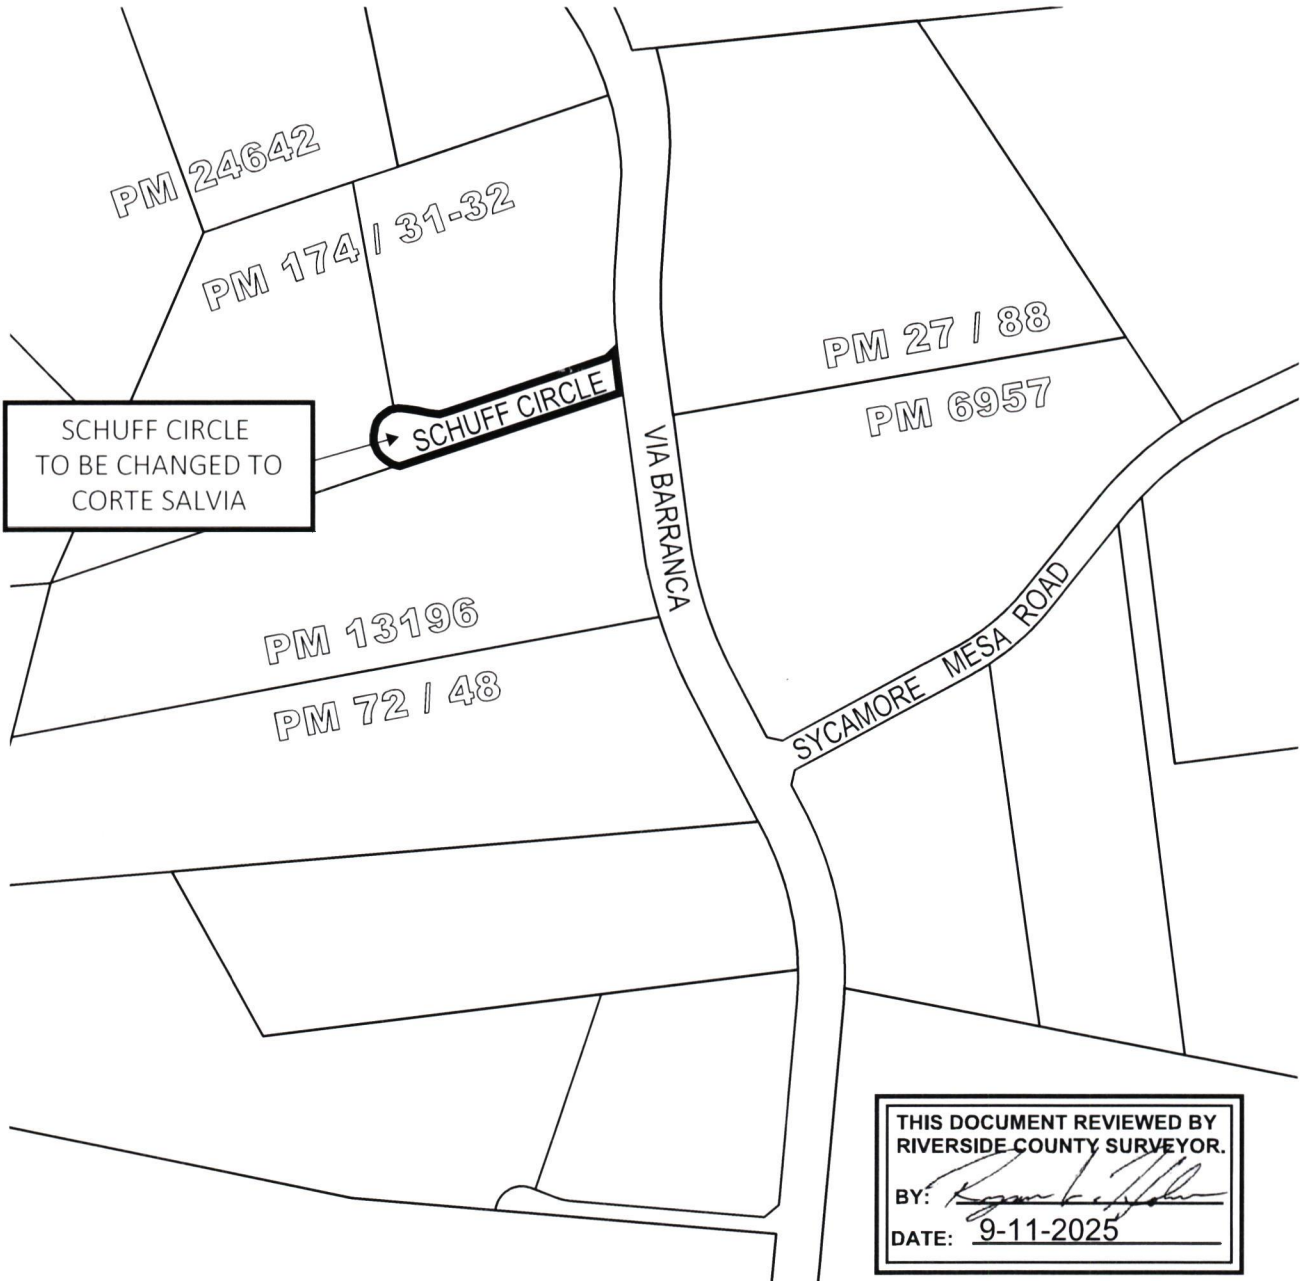 PM 24642
PM 174 / 31-32
PM 27 / 88
PM 6957
SCHUFF CIRCLE
TO BE CHANGED TO
CORTE SALVIA
SCHUFF CIRCLE
VIA BARRANCA
PM 13196
PM 72 / 48
SYCAMORE MESA ROAD
THIS DOCUMENT REVIEWED BY
RIVERSIDE COUNTY SURVEYOR.
BY:
DATE: 9-11-2025